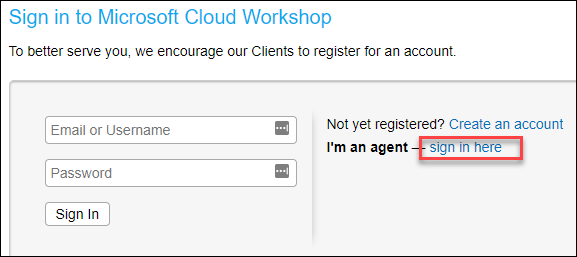 Sign in to Microsoft Cloud Workshop
To better serve you, we encourage our Clients to register for an account.
Email or Username
Password
Sign In
Not yet registered? Create an account
I'm an agent — sign in here